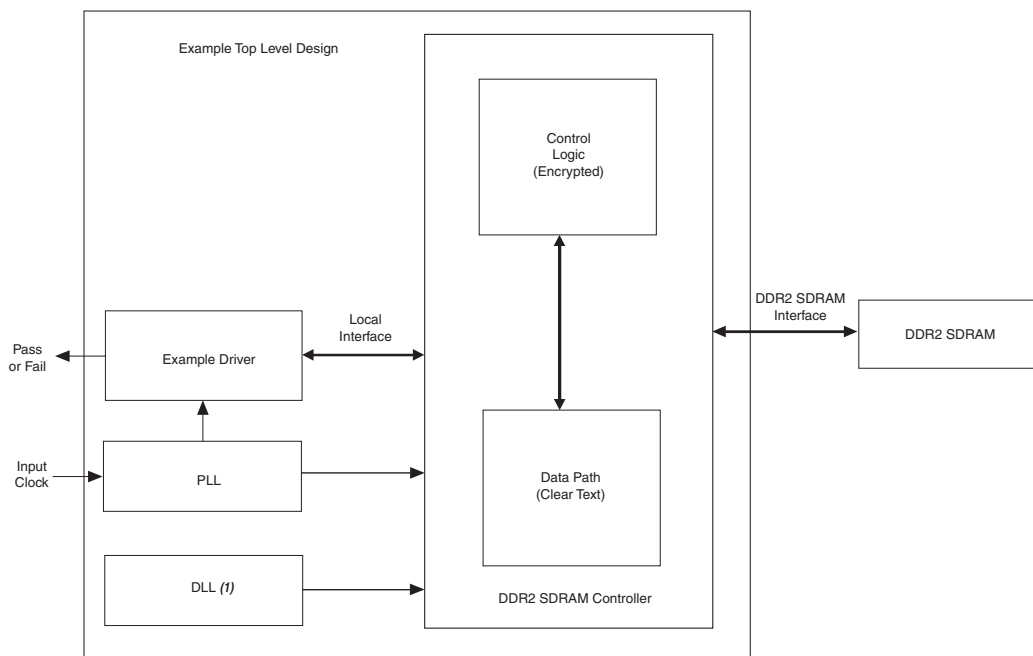 Example Top Level Design
Control
Logic
(Encrypted)
DDR2 SDRAM
Interface
DDR2 SDRAM
Local
Interface
Pass
or Fail
Example Driver
Input
Clock
PLL
Data Path
(Clear Text)
DLL (1)
DDR2 SDRAM Controller